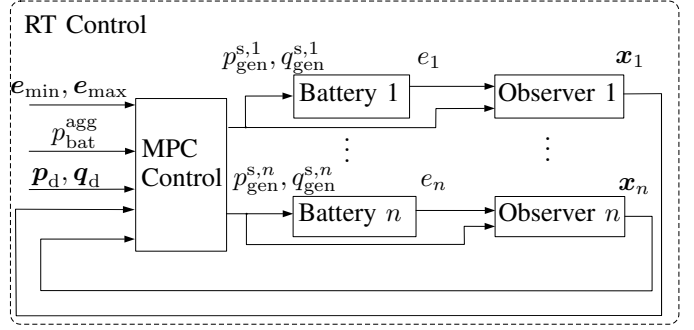 RT Control
p_gen^{s,1}, q_gen^{s,1}
e_1
x_1
e_min, e_max
Battery 1
Observer 1
p_bat^agg
MPC
Control
⋮
⋮
p_d, q_d
p_gen^{s,n}, q_gen^{s,n}
e_n
x_n
Battery n
Observer n